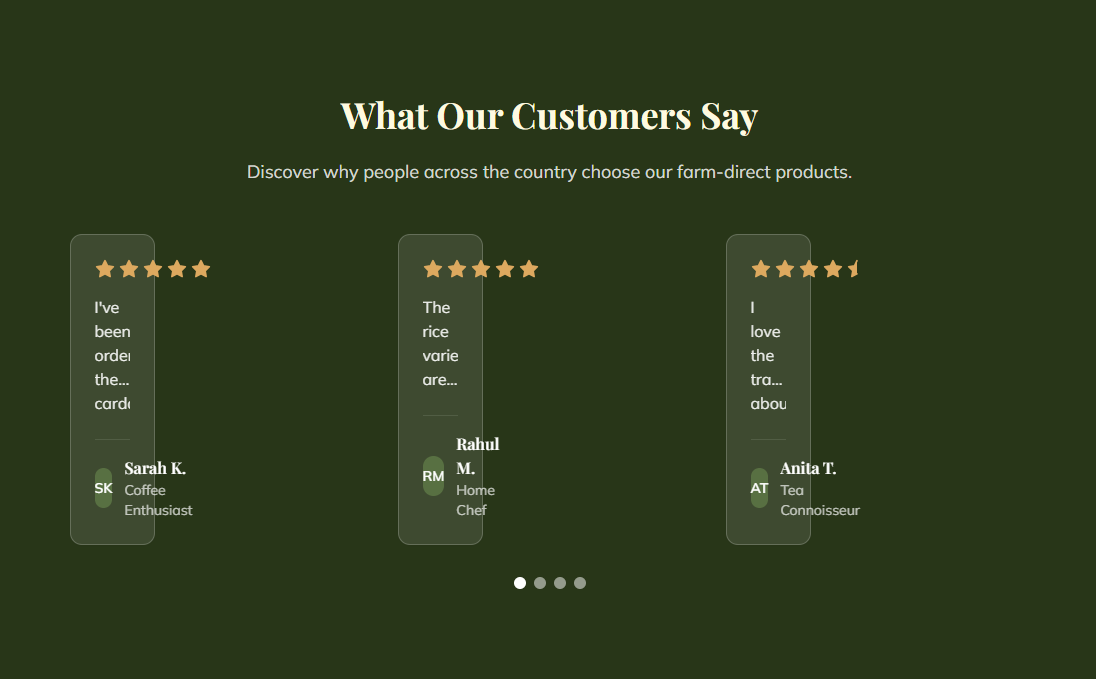 What Our Customers Say
Discover why people across the country choose our farm-direct products.
I've
been
order
the...
cardo
SK
Sarah K.
Coffee
Enthusiast
The
rice
varie
are...
RM
Rahul
M.
Home
Chef
I
love
the
tra...
abou
AT
Anita T.
Tea
Connoisseur